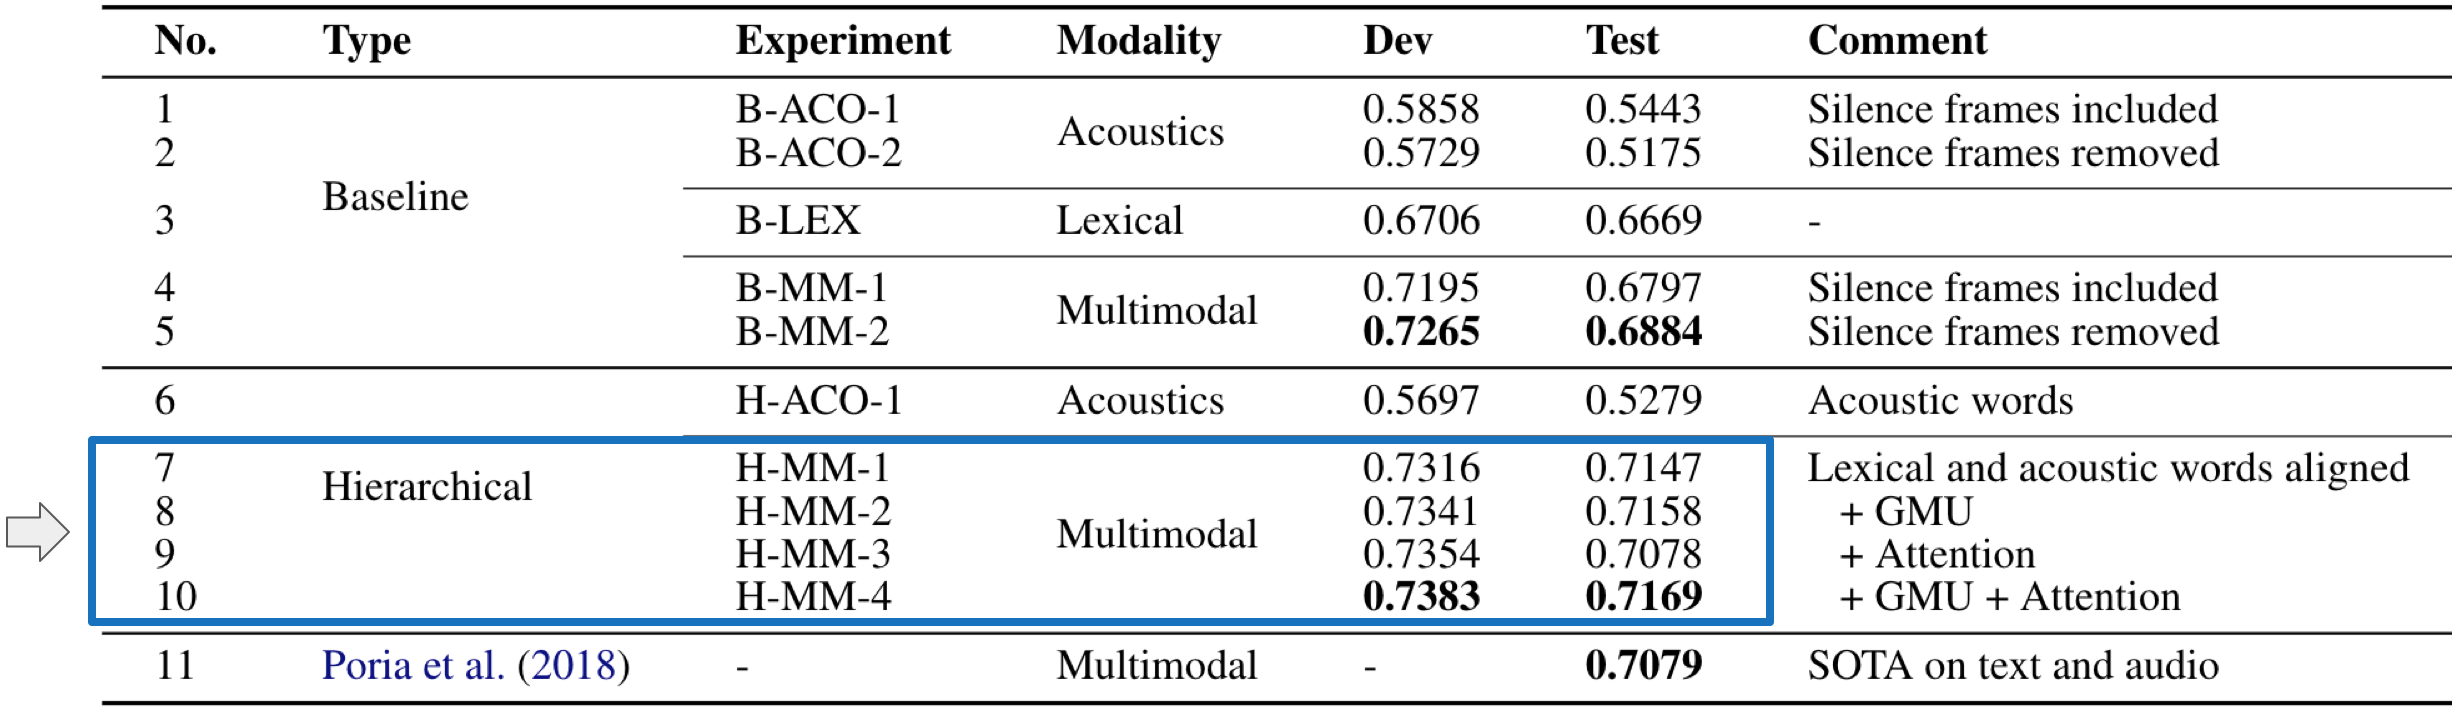 No. Type Experiment Modality Dev Test Comment
1 B-ACO-1 Acoustics 0.5858 0.5443 Silence frames included
2 B-ACO-2 0.5729 0.5175 Silence frames removed
Baseline
3 B-LEX Lexical 0.6706 0.6669 -
4 B-MM-1 Multimodal 0.7195 0.6797 Silence frames included
5 B-MM-2 0.7265 0.6884 Silence frames removed
6 H-ACO-1 Acoustics 0.5697 0.5279 Acoustic words
7 Hierarchical H-MM-1 0.7316 0.7147 Lexical and acoustic words aligned
8 H-MM-2 Multimodal 0.7341 0.7158 + GMU
9 H-MM-3 0.7354 0.7078 + Attention
10 H-MM-4 0.7383 0.7169 + GMU + Attention
11 Poria et al. (2018) - Multimodal - 0.7079 SOTA on text and audio